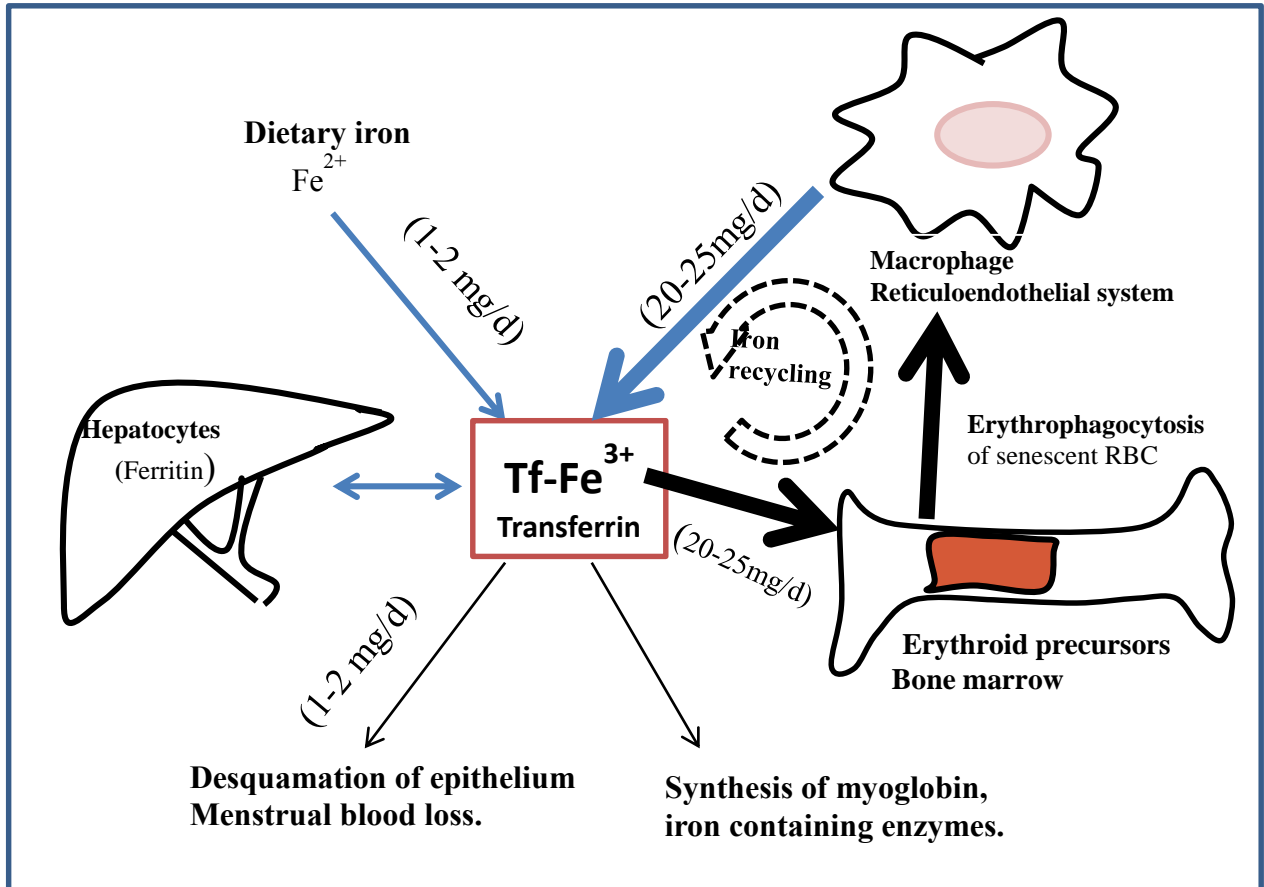 Dietary iron
Fe2+
(1-2 mg/d)
(20-25mg/d)
Macrophage
Reticuloendothelial system
Iron
recycling
Erythrophagocytosis
of senescent RBC
Hepatocytes
(Ferritin)
Tf-Fe3+
Transferrin
(20-25mg/d)
Erythroid precursors
Bone marrow
(1-2 mg/d)
Desquamation of epithelium
Menstrual blood loss.
Synthesis of myoglobin,
iron containing enzymes.